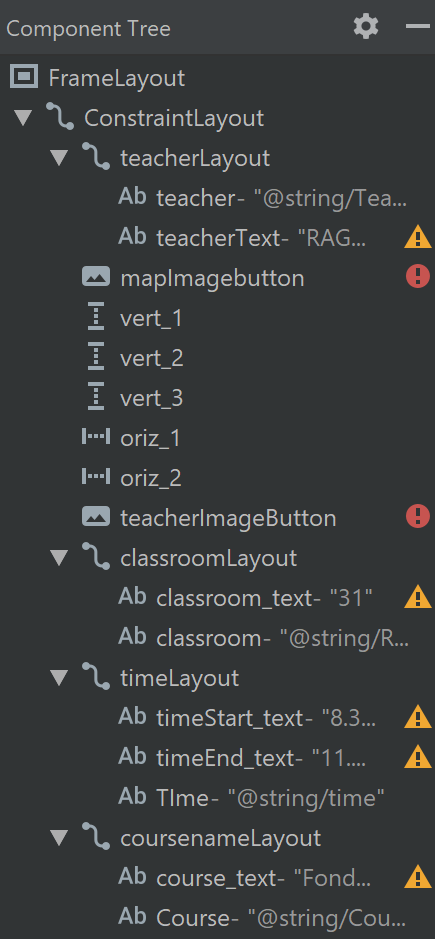 Component Tree
FrameLayout
ConstraintLayout
teacherLayout
Ab teacher- "@string/Tea...
Ab teacherText- "RAG...
mapImagebutton
vert_1
vert_2
vert_3
oriz_1
oriz_2
teacherImageButton
classroomLayout
Ab classroom_text- "31"
Ab classroom- "@string/R...
timeLayout
Ab timeStart_text- "8.3...
Ab timeEnd_text- "11....
Ab TIme- "@string/time"
coursenameLayout
Ab course_text- "Fond...
Ab Course- "@string/Cou...